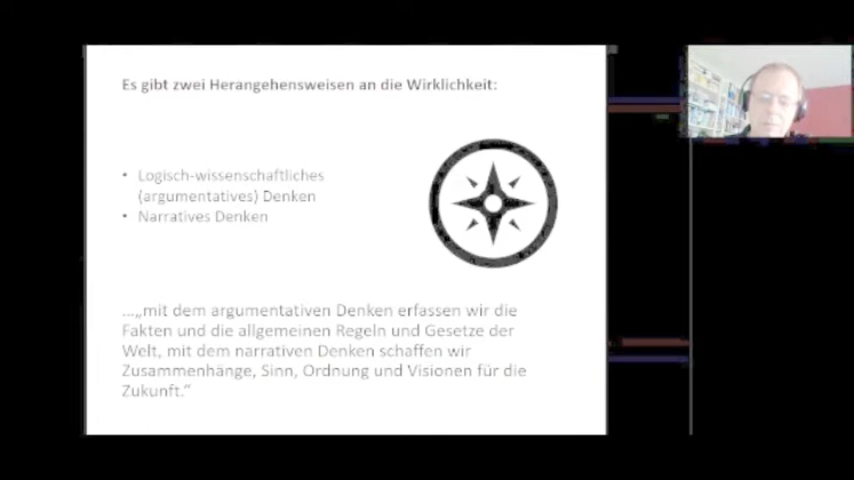 Es gibt zwei Herangehensweisen an die Wirklichkeit:
• Logisch-wissenschaftliches
(argumentatives) Denken
• Narratives Denken
...„mit dem argumentativen Denken erfassen wir die
Fakten und die allgemeinen Regeln und Gesetze der
Welt, mit dem narrativen Denken schaffen wir
Zusammenhänge, Sinn, Ordnung und Visionen für die
Zukunft.“